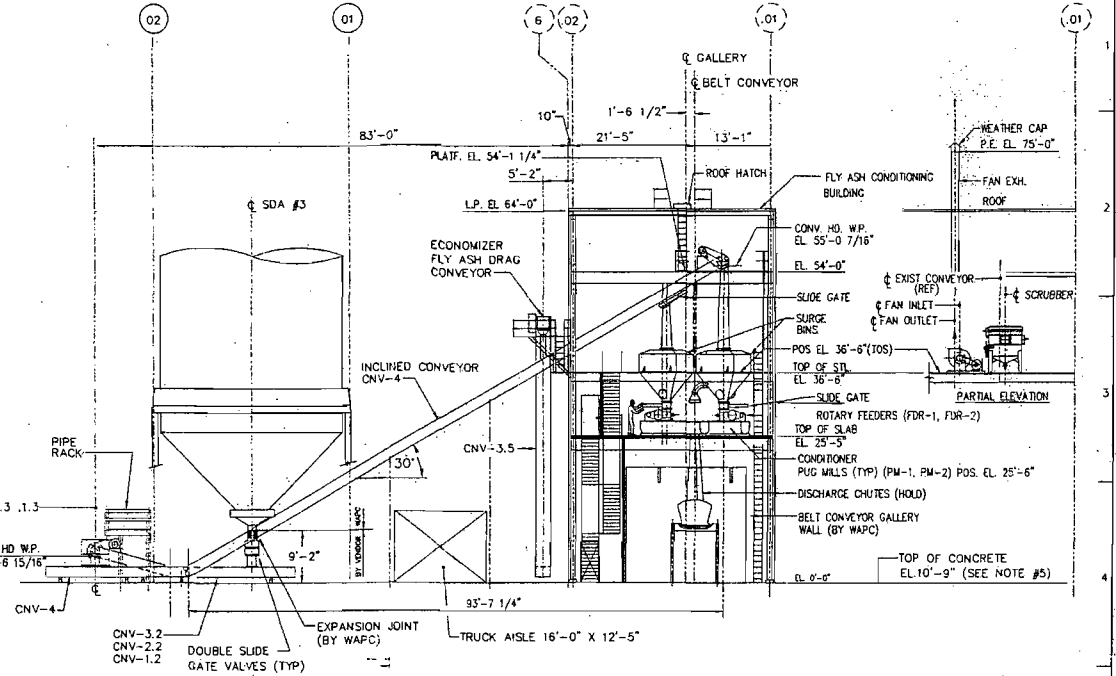 02
01
6
.02
.01
.01
1
℄ GALLERY
℄ BELT CONVEYOR
1'-6 1/2"
10"
83'-0"
21'-5"
13'-1"
WEATHER CAP
P.E. EL. 75'-0"
PLATF. EL. 54'-1 1/4"
5'-2"
ROOF HATCH
FLY ASH CONDITIONING
BUILDING
FAN EXH.
ROOF
2
℄ SDA #3
L.P. EL 64'-0"
CONV. HD. W.P.
EL. 55'-0 7/16"
ECONOMIZER
FLY ASH DRAG
CONVEYOR
EL. 54'-0"
℄ EXIST CONVEYOR
(REF)
℄ SCRUBBER
SLIDE GATE
℄ FAN INLET
℄ FAN OUTLET
SURGE
BINS
POS EL 36'-6"(TOS)
INCLINED CONVEYOR
CNV-4
TOP OF STL.
EL. 36'-6"
3
PARTIAL ELEVATION
SLIDE GATE
ROTARY FEEDERS (FDR-1, FDR-2)
TOP OF SLAB
EL. 25'-5"
PIPE
RACK
CNV-3.5
30°
CONDITIONER
PUG MILLS (TYP) (PM-1, PM-2) POS. EL. 25'-6"
DISCHARGE CHUTES (HOLD)
.3 .1.3
BELT CONVEYOR GALLERY
WALL (BY WAPC)
HD W.P.
-6 15/16"
9'-2"
BY VENDOR WAPC
TOP OF CONCRETE
EL.10'-9" (SEE NOTE #5)
EL 0'-0"
4
℄
CNV-4
93'-7 1/4"
CNV-3.2
CNV-2.2
CNV-1.2
DOUBLE SLIDE
GATE VALVES (TYP)
EXPANSION JOINT
(BY WAPC)
TRUCK AISLE 16'-0" X 12'-5"